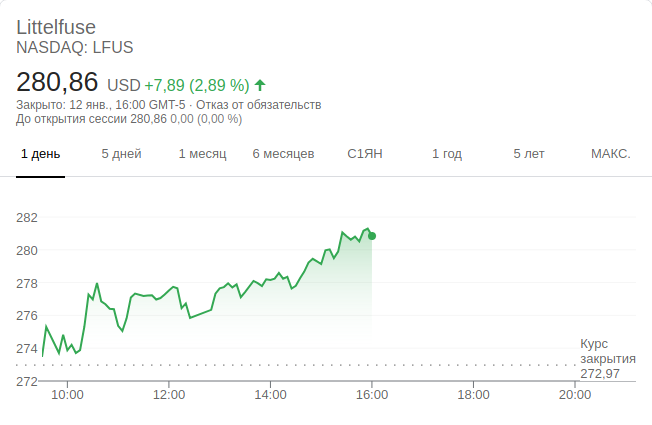 Littelfuse
NASDAQ: LFUS
280,86 USD +7,89 (2,89 %)
Закрыто: 12 янв., 16:00 GMT-5 · Отказ от обязательств
До открытия сессии 280,86 0,00 (0,00 %)
1 день 5 дней 1 месяц 6 месяцев С1ЯН 1 год 5 лет МАКС.
282
280
278
276
274
Курс
закрытия
272,97
272
10:00 12:00 14:00 16:00 18:00 20:00